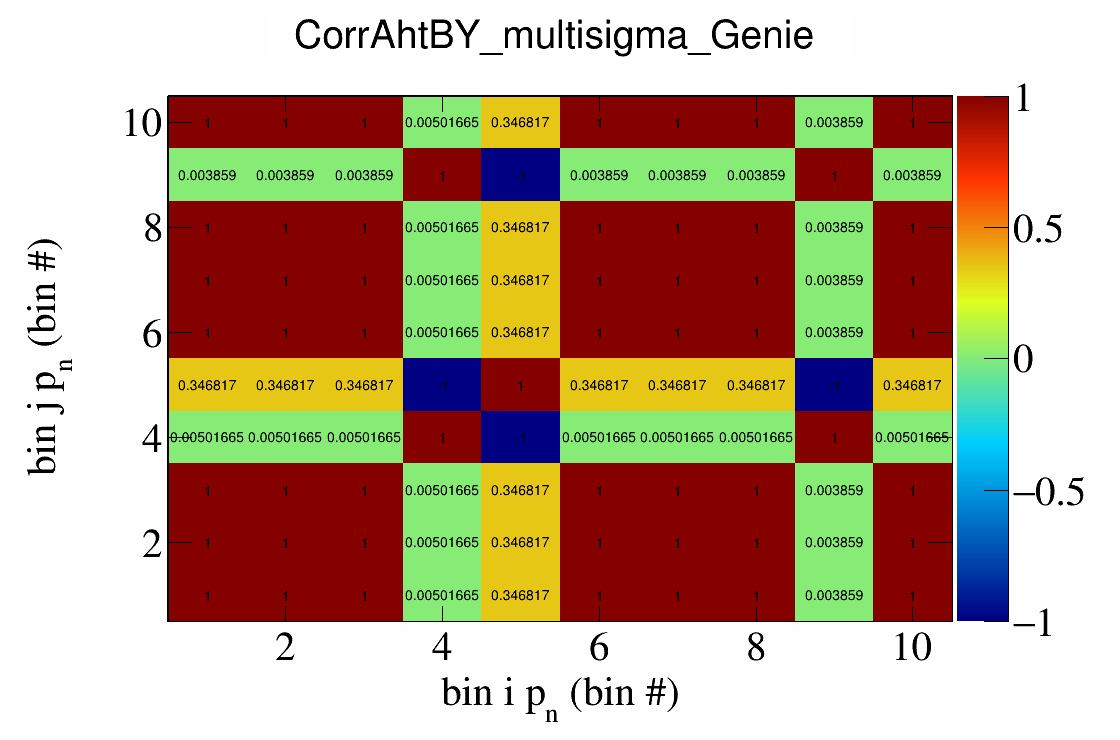 CorrAhtBY_multisigma_Genie
10 1 1 1 0.00501665 0.346817 1 1 1 0.003859 1 1
0.003859 0.003859 0.003859 1 -1 0.003859 0.003859 0.003859 1 0.003859
8 1 1 1 0.00501665 0.346817 1 1 1 0.003859 1 0.5
1 1 1 0.00501665 0.346817 1 1 1 0.003859 1
6 1 1 1 0.00501665 0.346817 1 1 1 0.003859 1 0
0.346817 0.346817 0.346817 -1 1 0.346817 0.346817 0.346817 -1 0.346817
4 0.00501665 0.00501665 0.00501665 1 -1 0.00501665 0.00501665 0.00501665 1 0.00501665
1 1 1 0.00501665 0.346817 1 1 1 0.003859 1 −0.5
2 1 1 1 0.00501665 0.346817 1 1 1 0.003859 1
1 1 1 0.00501665 0.346817 1 1 1 0.003859 1 −1
2 4 6 8 10
bin i pn (bin #)
bin j pn (bin #)